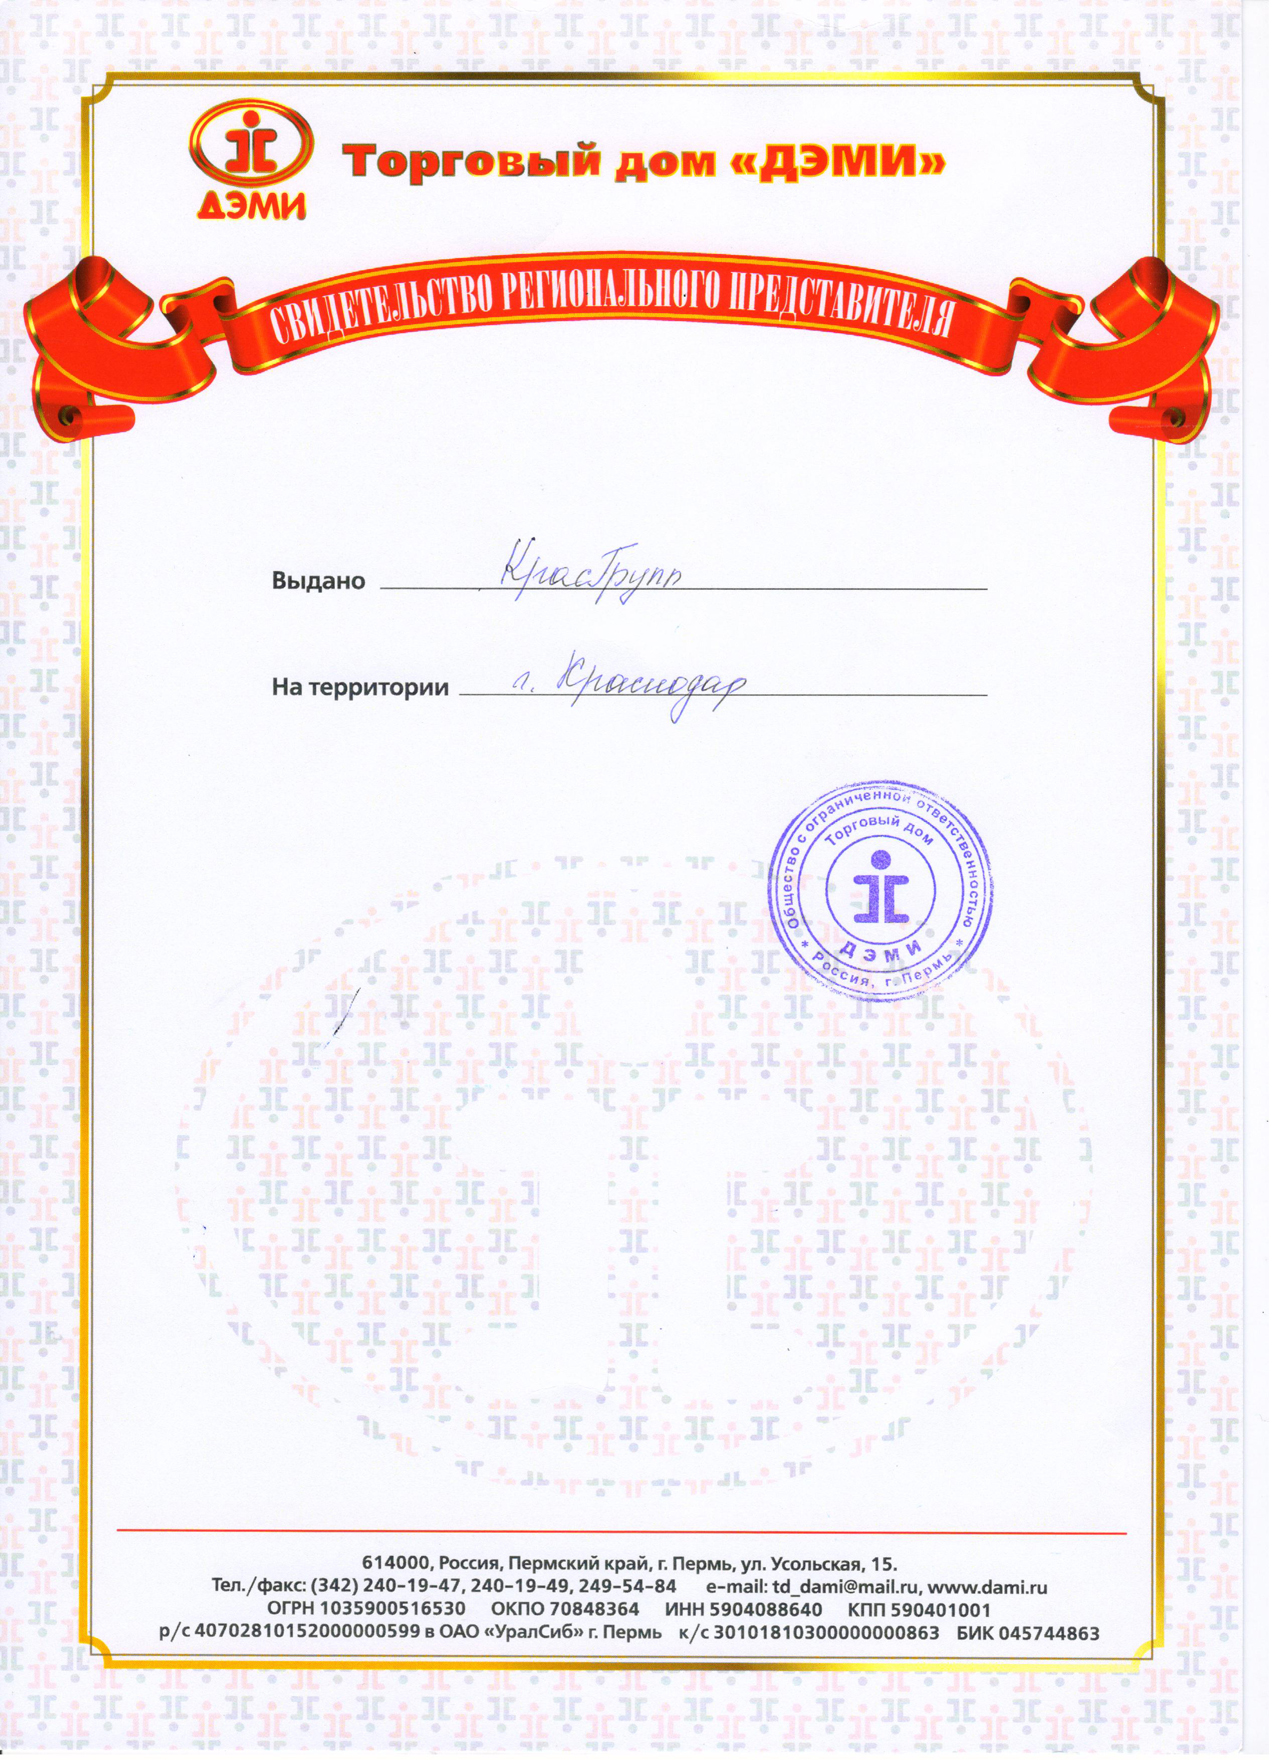 ДЭМИ
Торговый дом «ДЭМИ»
СВИДЕТЕЛЬСТВО РЕГИОНАЛЬНОГО ПРЕДСТАВИТЕЛЯ
Выдано КрасГрупп
На территории г. Краснодар
Общество с ограниченной ответственностью
Торговый дом
ДЭМИ
* Россия, г. Пермь *
614000, Россия, Пермский край, г. Пермь, ул. Усольская, 15.
Тел./факс: (342) 240-19-47, 240-19-49, 249-54-84 e-mail: td_dami@mail.ru, www.dami.ru
ОГРН 1035900516530 ОКПО 70848364 ИНН 5904088640 КПП 590401001
р/с 40702810152000000599 в ОАО «УралСиб» г. Пермь к/с 30101810300000000863 БИК 045744863